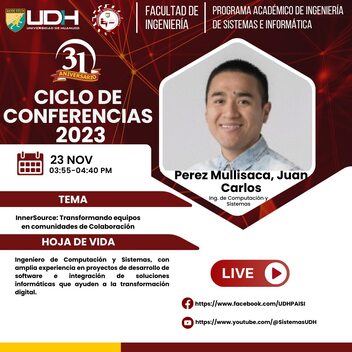 UDH
UNIVERSIDAD DE HUANUCO
FACULTAD DE
INGENIERÍA
PROGRAMA ACADÉMICO DE INGENIERÍA
DE SISTEMAS E INFORMÁTICA
31
ANIVERSARIO
CICLO DE
CONFERENCIAS
2023
23 NOV
03:55-04:40 PM
Perez Mullisaca, Juan
Carlos
Ing. de Computación y
Sistemas
TEMA
InnerSource: Transformando equipos
en comunidades de Colaboración
HOJA DE VIDA
Ingeniero de Computación y Sistemas, con
amplia experiencia en proyectos de desarrollo de
software e integración de soluciones
informáticas que ayuden a la transformación
digital.
LIVE
https://www.facebook.com/UDHPAISI
https://www.youtube.com/@SistemasUDH